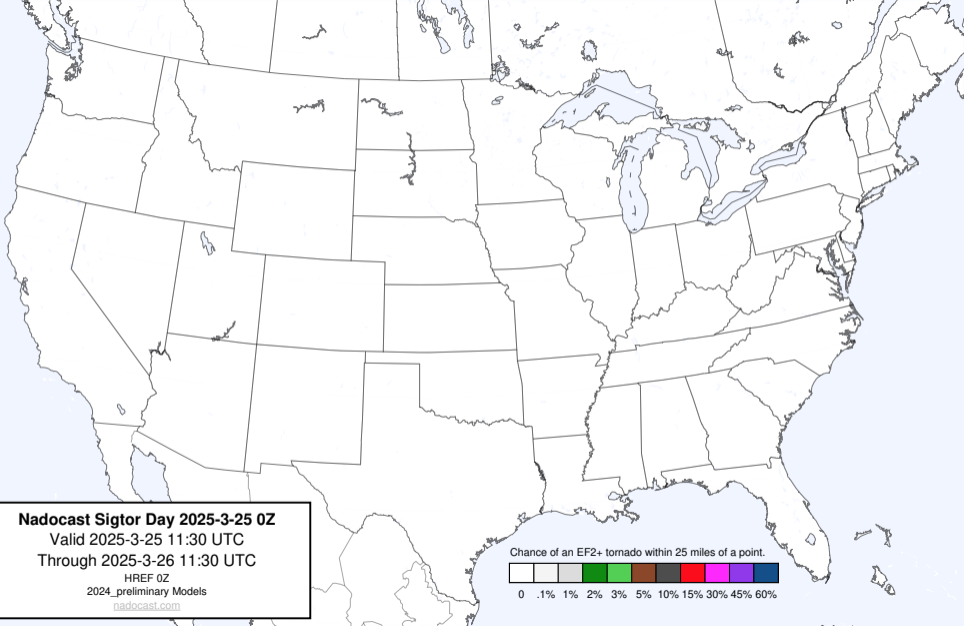 Nadocast Sigtor Day 2025-3-25 0Z
Valid 2025-3-25 11:30 UTC
Through 2025-3-26 11:30 UTC
HREF 0Z
2024_preliminary Models
nadocast.com
Chance of an EF2+ tornado within 25 miles of a point.
0 .1% 1% 2% 3% 5% 10% 15% 30% 45% 60%